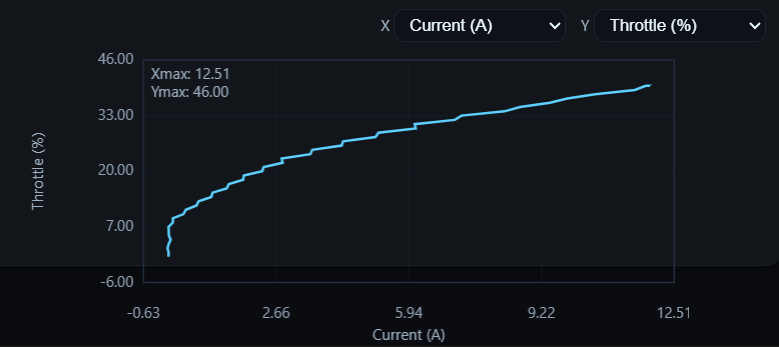 X Current (A) Y Throttle (%)
46.00
Xmax: 12.51
Ymax: 46.00
33.00
Throttle (%)
20.00
7.00
-6.00
-0.63 2.66 5.94 9.22 12.51
Current (A)